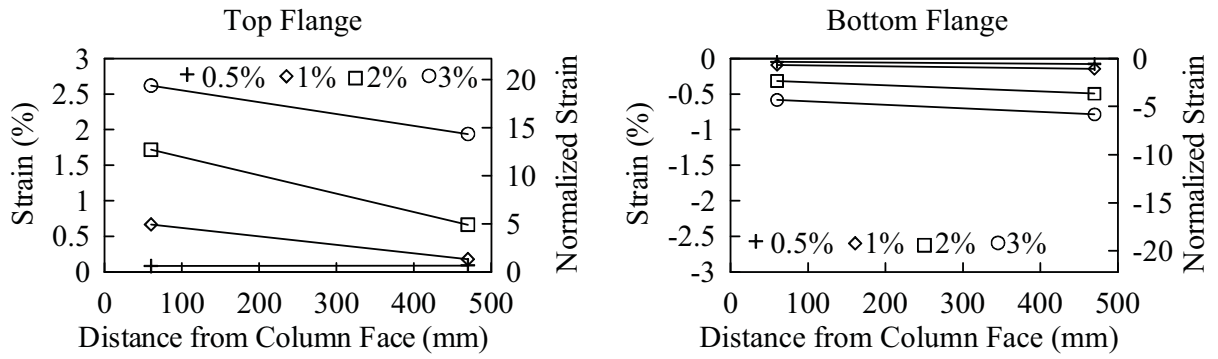 Top Flange
Strain (%)
3
2.5
2
1.5
1
0.5
0
0.5% 1% 2% 3%
20
15
10
5
0
Normalized Strain
0 100 200 300 400 500
Distance from Column Face (mm)
Bottom Flange
Strain (%)
-0
-0.5
-1
-1.5
-2
-2.5
-3
0.5% 1% 2% 3%
0
-5
-10
-15
-20
Normalized Strain
0 100 200 300 400 500
Distance from Column Face (mm)